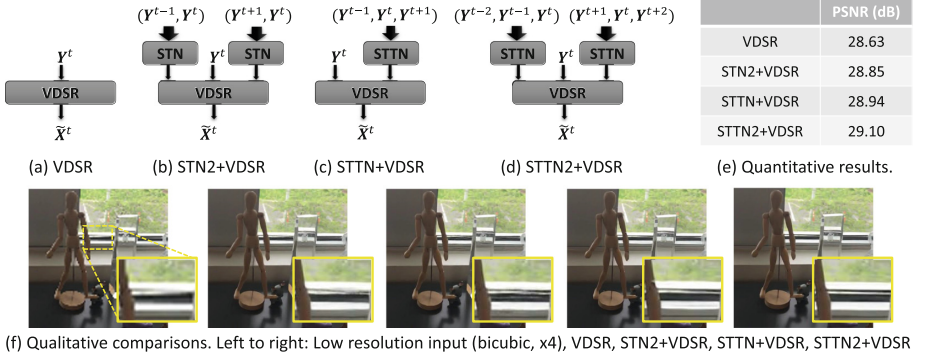 (Y^{t-1}, Y^t) (Y^{t+1}, Y^t)
STN Y^t STN
Y^t
VDSR
VDSR
X̃^t
X̃^t
(a) VDSR
(b) STN2+VDSR
(Y^{t-1}, Y^t, Y^{t+1})
Y^t STTN
VDSR
X̃^t
(c) STTN+VDSR
(Y^{t-2}, Y^{t-1}, Y^t) (Y^{t+1}, Y^t, Y^{t+2})
STTN Y^t STTN
VDSR
X̃^t
(d) STTN2+VDSR
PSNR (dB)
VDSR 28.63
STN2+VDSR 28.85
STTN+VDSR 28.94
STTN2+VDSR 29.10
(e) Quantitative results.
(f) Qualitative comparisons. Left to right: Low resolution input (bicubic, x4), VDSR, STN2+VDSR, STTN+VDSR, STTN2+VDSR